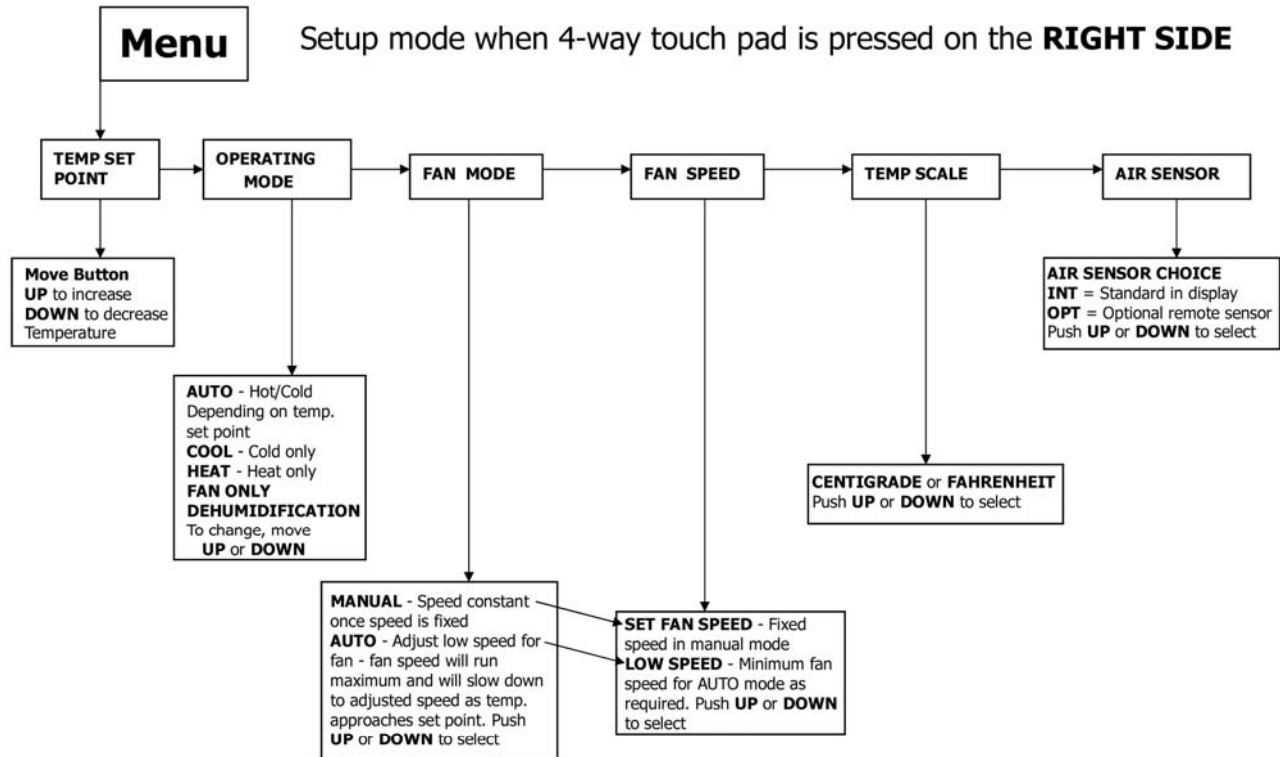 Menu
Setup mode when 4-way touch pad is pressed on the RIGHT SIDE
TEMP SET
POINT
OPERATING
MODE
FAN MODE
FAN SPEED
TEMP SCALE
AIR SENSOR
Move Button
UP to increase
DOWN to decrease
Temperature
AUTO - Hot/Cold
Depending on temp.
set point
COOL - Cold only
HEAT - Heat only
FAN ONLY
DEHUMIDIFICATION
To change, move
UP or DOWN
MANUAL - Speed constant
once speed is fixed
AUTO - Adjust low speed for
fan - fan speed will run
maximum and will slow down
to adjusted speed as temp.
approaches set point. Push
UP or DOWN to select
SET FAN SPEED - Fixed
speed in manual mode
LOW SPEED - Minimum fan
speed for AUTO mode as
required. Push UP or DOWN
to select
CENTIGRADE or FAHRENHEIT
Push UP or DOWN to select
AIR SENSOR CHOICE
INT = Standard in display
OPT = Optional remote sensor
Push UP or DOWN to select